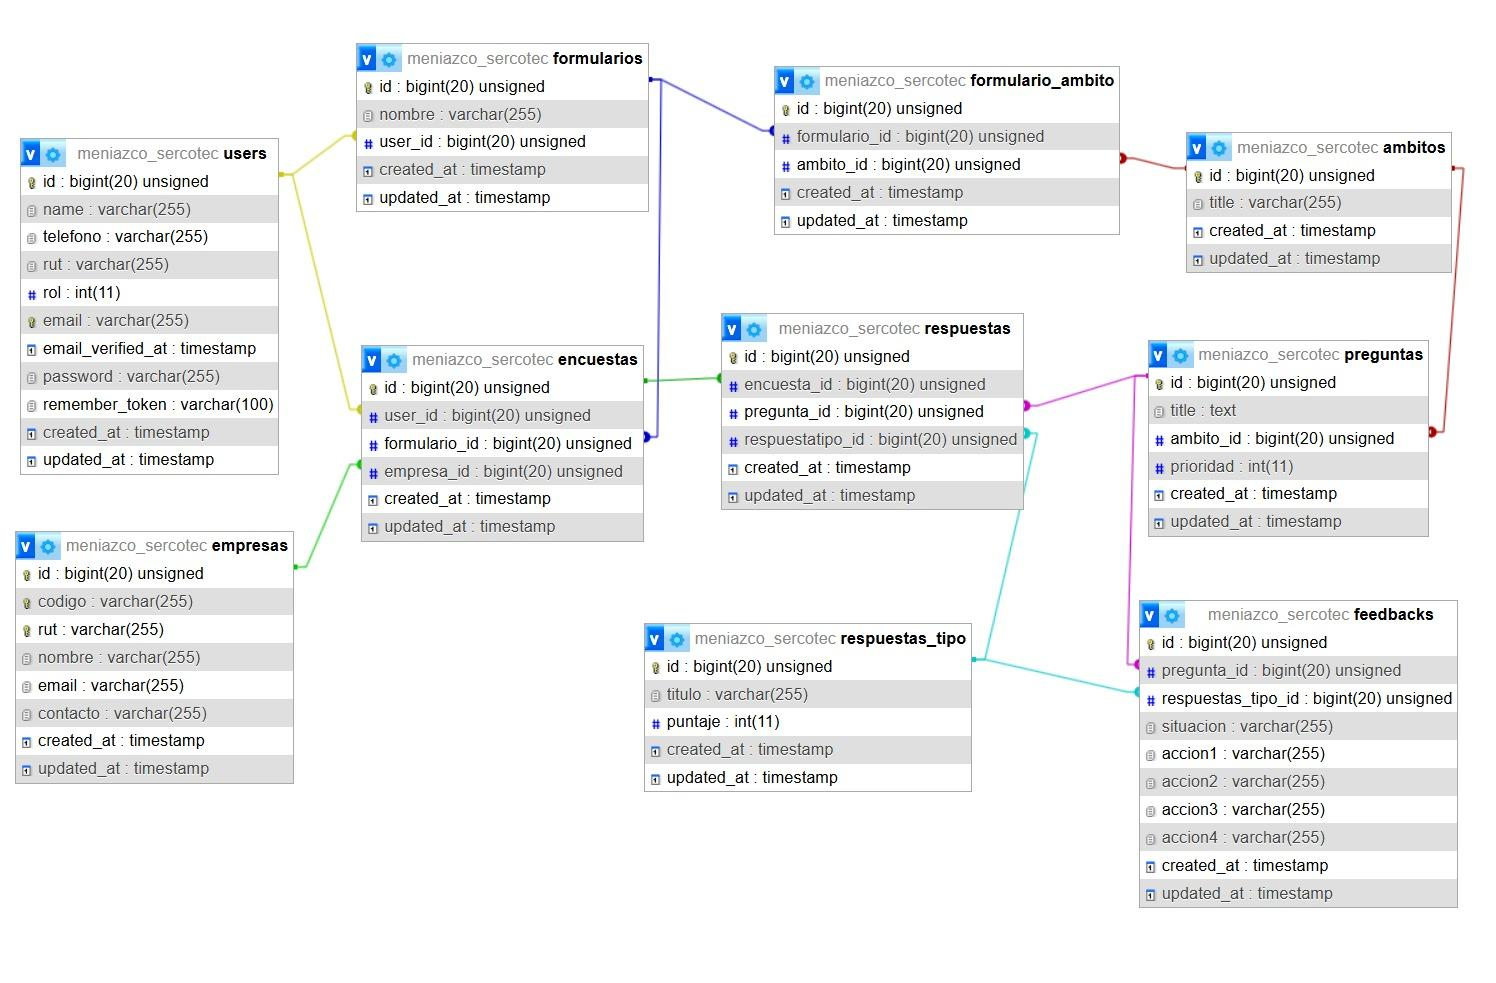 meniazco_sercotec formularios
id : bigint(20) unsigned
nombre : varchar(255)
user_id : bigint(20) unsigned
created_at : timestamp
updated_at : timestamp
meniazco_sercotec formulario_ambito
id : bigint(20) unsigned
formulario_id : bigint(20) unsigned
ambito_id : bigint(20) unsigned
created_at : timestamp
updated_at : timestamp
meniazco_sercotec ambitos
id : bigint(20) unsigned
title : varchar(255)
created_at : timestamp
updated_at : timestamp
meniazco_sercotec users
id : bigint(20) unsigned
name : varchar(255)
telefono : varchar(255)
rut : varchar(255)
rol : int(11)
email : varchar(255)
email_verified_at : timestamp
password : varchar(255)
remember_token : varchar(100)
created_at : timestamp
updated_at : timestamp
meniazco_sercotec encuestas
id : bigint(20) unsigned
user_id : bigint(20) unsigned
formulario_id : bigint(20) unsigned
empresa_id : bigint(20) unsigned
created_at : timestamp
updated_at : timestamp
meniazco_sercotec respuestas
id : bigint(20) unsigned
encuesta_id : bigint(20) unsigned
pregunta_id : bigint(20) unsigned
respuestatipo_id : bigint(20) unsigned
created_at : timestamp
updated_at : timestamp
meniazco_sercotec preguntas
id : bigint(20) unsigned
title : text
ambito_id : bigint(20) unsigned
prioridad : int(11)
created_at : timestamp
updated_at : timestamp
meniazco_sercotec empresas
id : bigint(20) unsigned
codigo : varchar(255)
rut : varchar(255)
nombre : varchar(255)
email : varchar(255)
contacto : varchar(255)
created_at : timestamp
updated_at : timestamp
meniazco_sercotec respuestas_tipo
id : bigint(20) unsigned
titulo : varchar(255)
puntaje : int(11)
created_at : timestamp
updated_at : timestamp
meniazco_sercotec feedbacks
id : bigint(20) unsigned
pregunta_id : bigint(20) unsigned
respuestas_tipo_id : bigint(20) unsigned
situacion : varchar(255)
accion1 : varchar(255)
accion2 : varchar(255)
accion3 : varchar(255)
accion4 : varchar(255)
created_at : timestamp
updated_at : timestamp